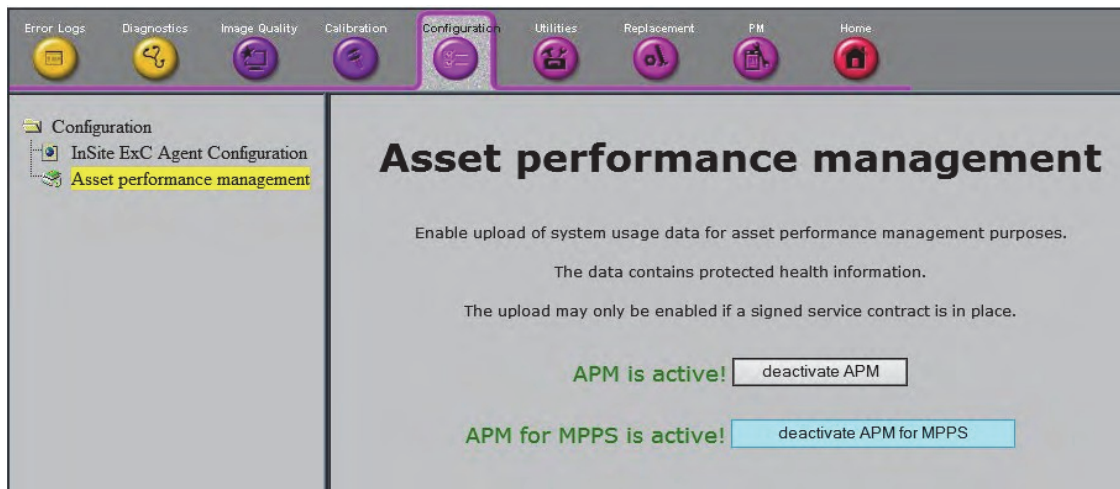 Error Logs
Diagnostics
Image Quality
Calibration
Configuration
Utilities
Replacement
PM
Home
Configuration
InSite ExC Agent Configuration
Asset performance management
Asset performance management
Enable upload of system usage data for asset performance management purposes.
The data contains protected health information.
The upload may only be enabled if a signed service contract is in place.
APM is active! deactivate APM
APM for MPPS is active! deactivate APM for MPPS